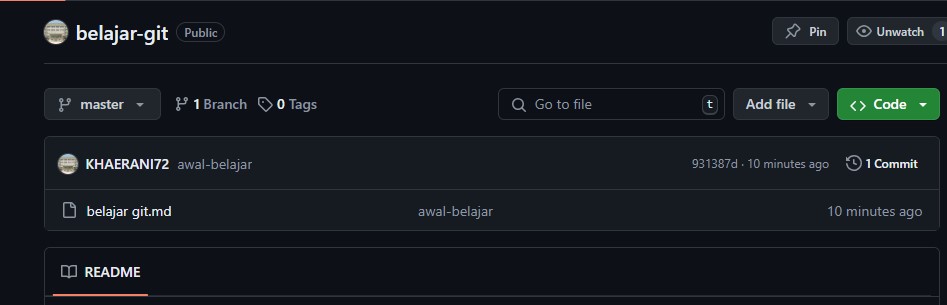 belajar-git Public Pin Unwatch 1
master 1 Branch 0 Tags Go to file t Add file Code
KHAERANI72 awal-belajar 931387d · 10 minutes ago 1 Commit
belajar git.md awal-belajar 10 minutes ago
README